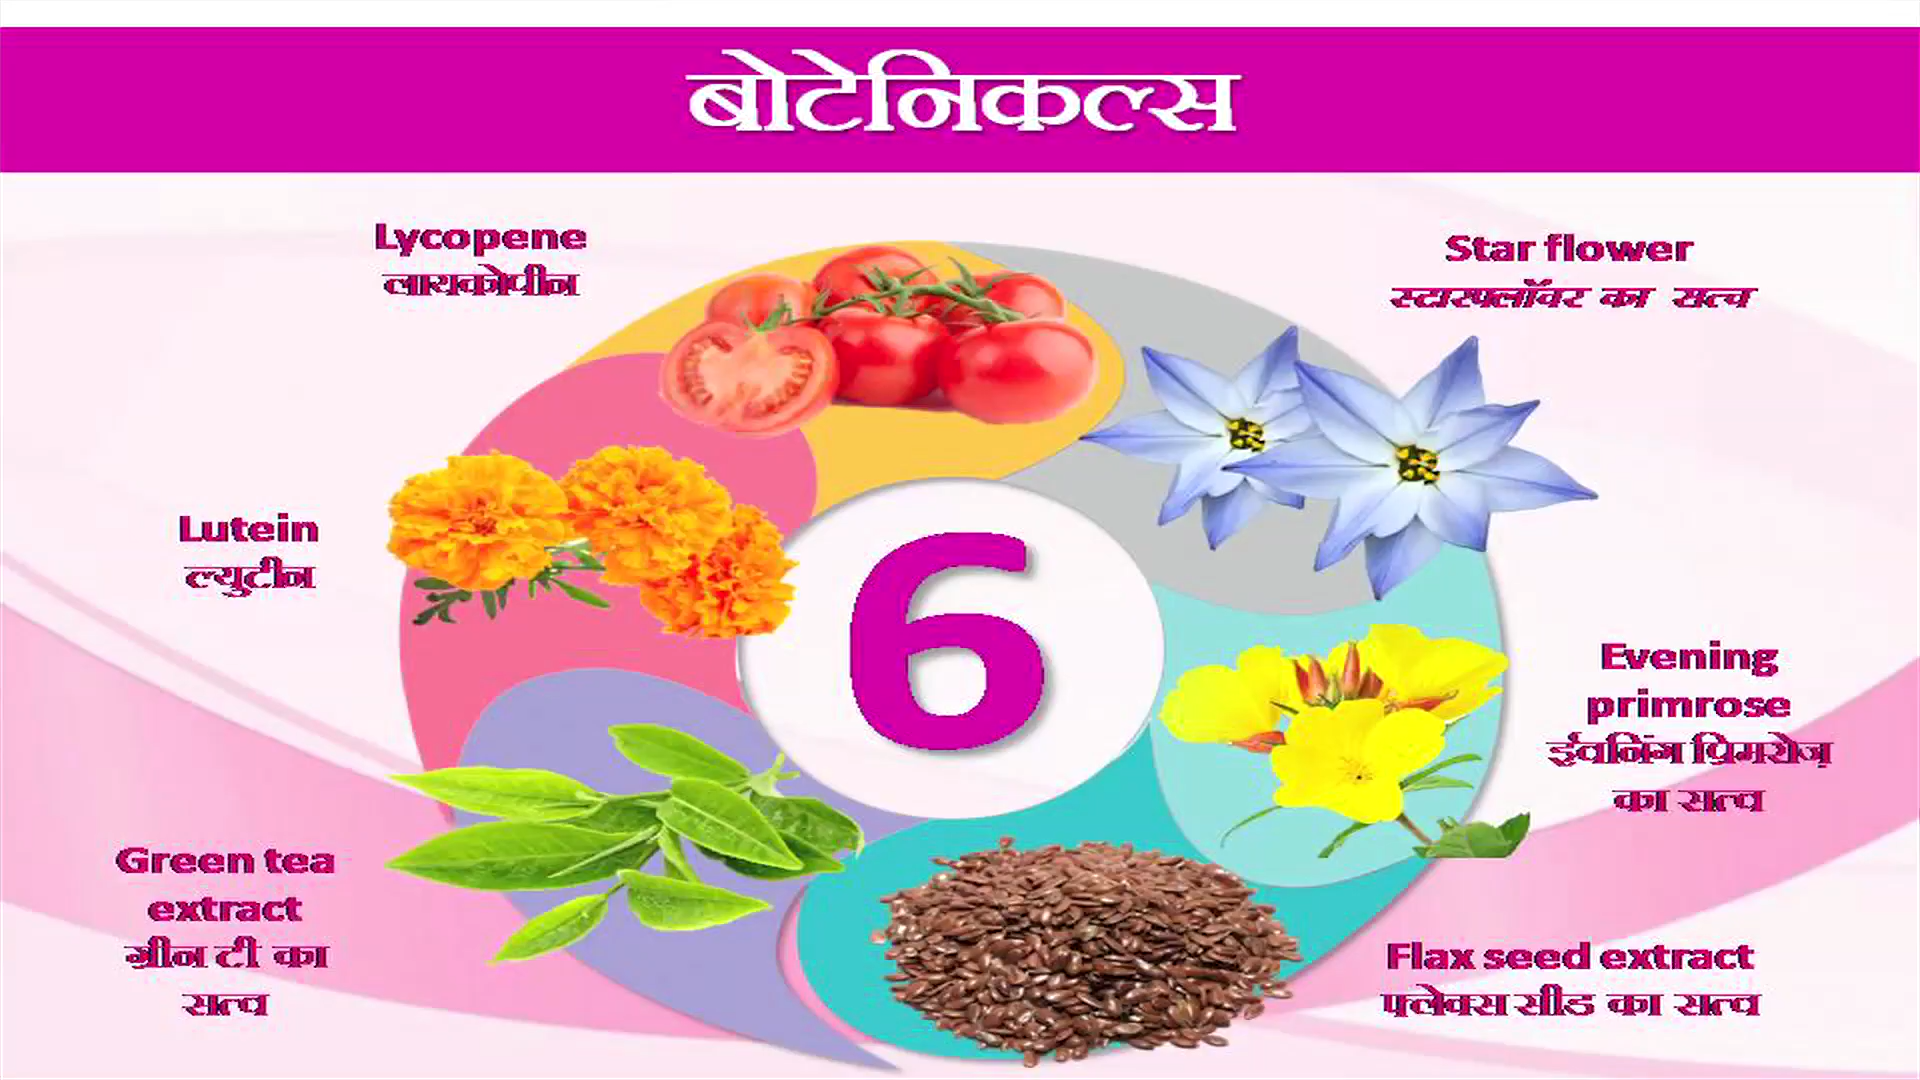 बोटेनिकल्स
Lycopene
लायकोपीन
Star flower
स्टारफ्लॉवर का सत्व
Lutein
ल्युटीन
6
Evening
primrose
ईवनिंग प्रिमरोज़
का सत्व
Green tea
extract
ग्रीन टी का
सत्व
Flax seed extract
फ्लेक्स सीड का सत्व